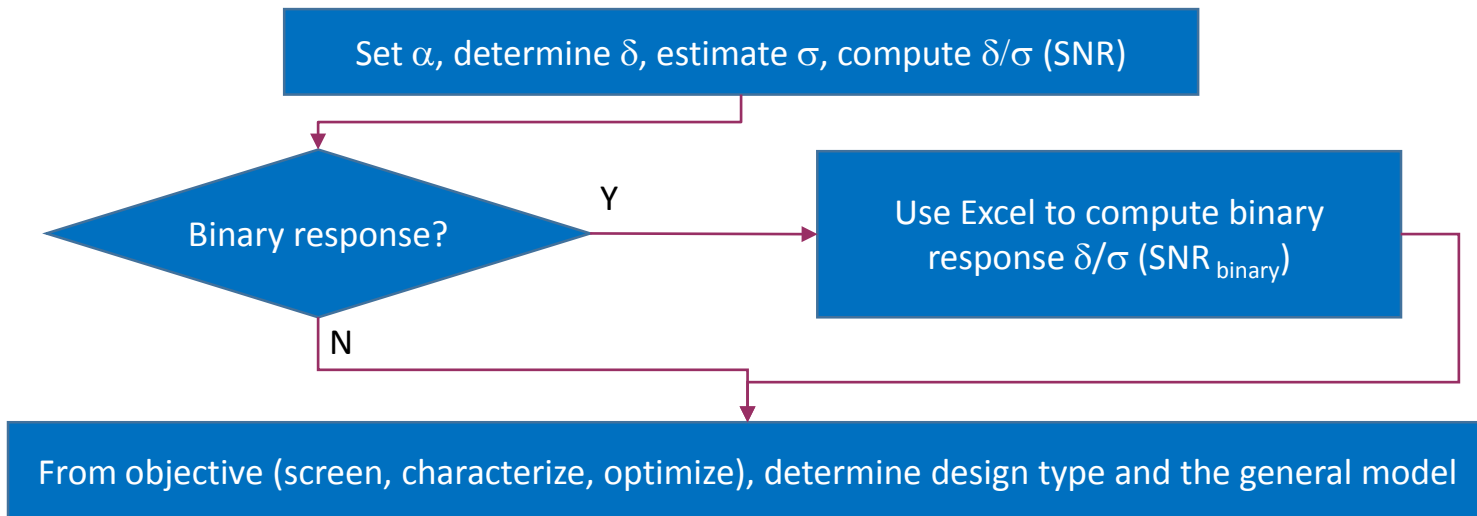 Set α, determine δ, estimate σ, compute δ/σ (SNR)
Binary response?
Y
Use Excel to compute binary
response δ/σ (SNR binary)
N
From objective (screen, characterize, optimize), determine design type and the general model